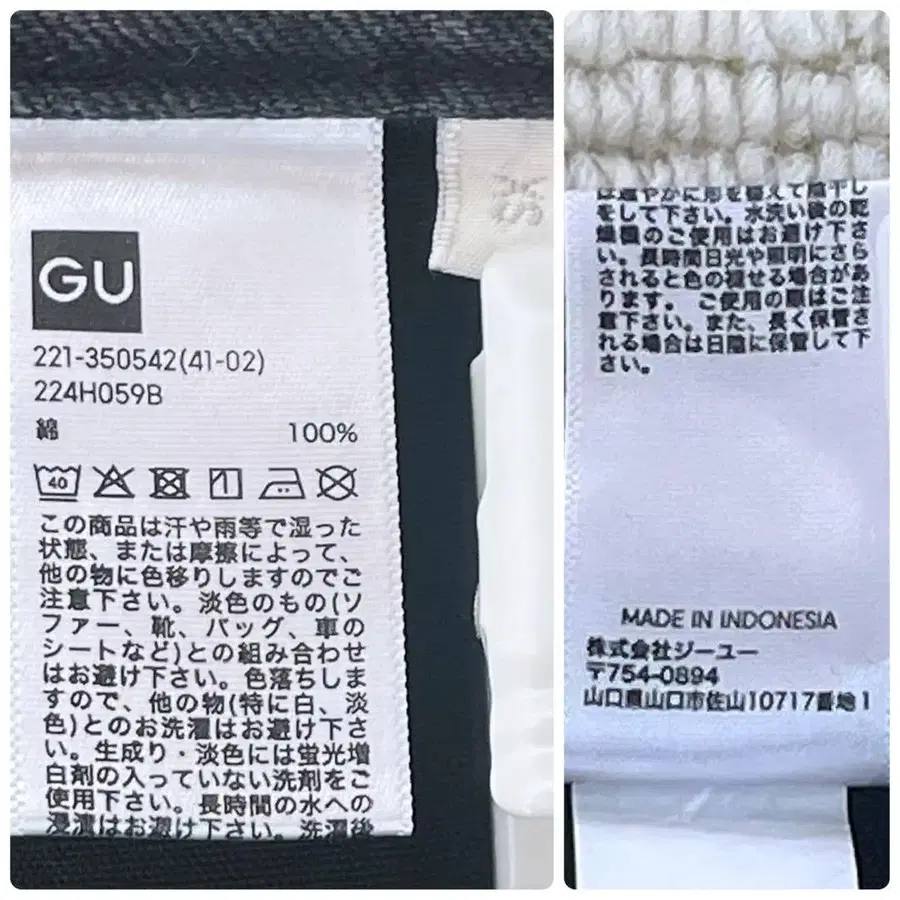 GU
221-350542(41-02)
224H059B
綿 100%
40
この商品は汗や雨等で湿った
状態、または摩擦によって、
他の物に色移りしますのでご
注意下さい。淡色のもの(ソ
ファー、靴、バッグ、車の
シートなど)との組み合わせ
はお避け下さい。色落ちしま
すので、他の物(特に白、淡
色)とのお洗濯はお避け下さ
い。生成り・淡色には蛍光増
白剤の入っていない洗剤をご
使用下さい。長時間の水への
浸漬はお避け下さい。洗濯後
は速やかに形を整えて陰干し
をして下さい。水洗い後の乾
燥機のご使用はお避け下さ
い。長時間日光や照明にさら
されると色の褪せる場合があ
ります。ご使用の際はご注
意下さい。また、長く保管さ
れる場合は日陰に保管して下
さい。
MADE IN INDONESIA
株式会社ジーユー
〒754-0894
山口県山口市佐山10717番地1